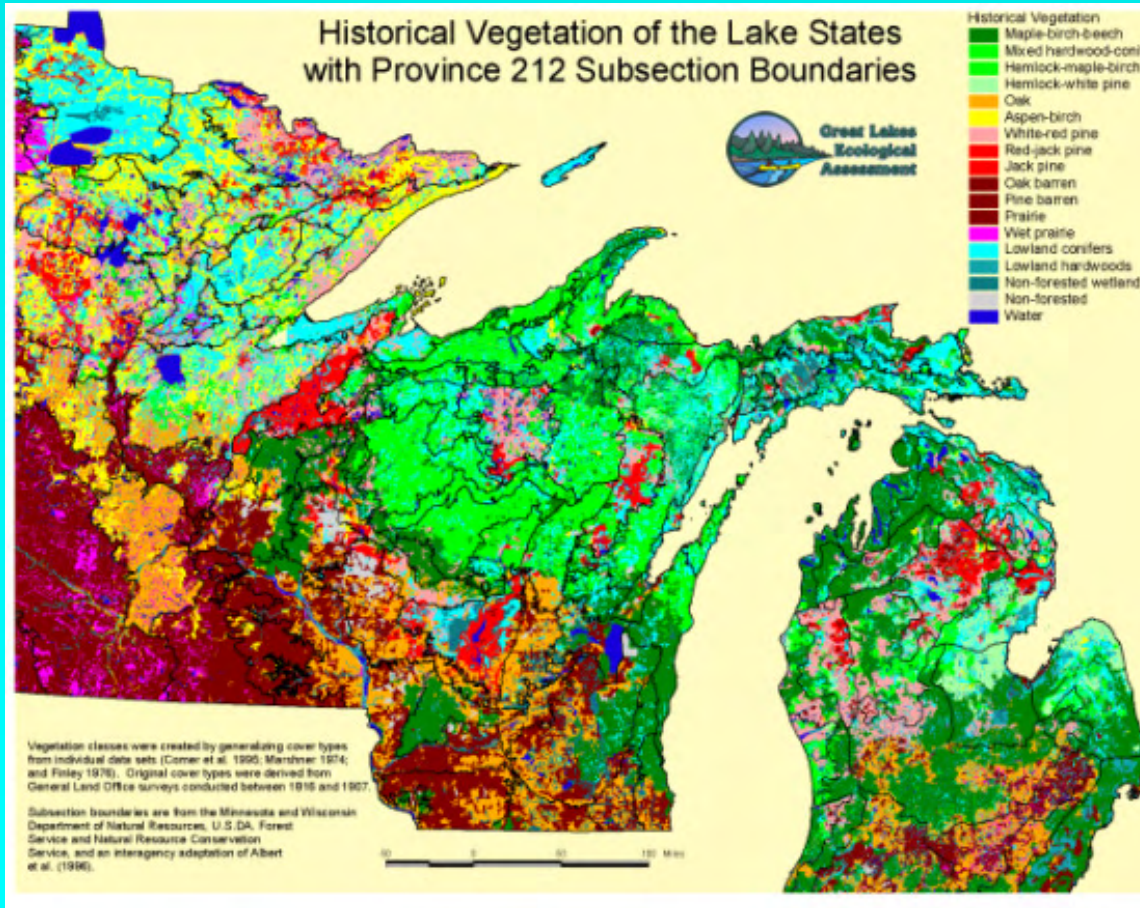 Historical Vegetation of the Lake States
with Province 212 Subsection Boundaries
Great Lakes
Ecological
Assessment
Historical Vegetation
Maple-birch-beech
Mixed hardwood-coni
Hemlock-maple-birch
Hemlock-white pine
Oak
Aspen-birch
White-red pine
Red-jack pine
Jack pine
Oak barren
Pine barren
Prairie
Wet prairie
Lowland conifers
Lowland hardwoods
Non-forested wetland
Non-forested
Water
Vegetation classes were created by generalizing cover types
from individual data sets (Comer et al. 1995; Marshner 1974;
and Finley 1976). Original cover types were derived from
General Land Office surveys conducted between 1816 and 1907.
Subsection boundaries are from the Minnesota and Wisconsin
Department of Natural Resources, U.S.DA. Forest
Service and Natural Resource Conservation
Service, and an interagency adaptation of Albert
et al. (1996).
0 100 Miles